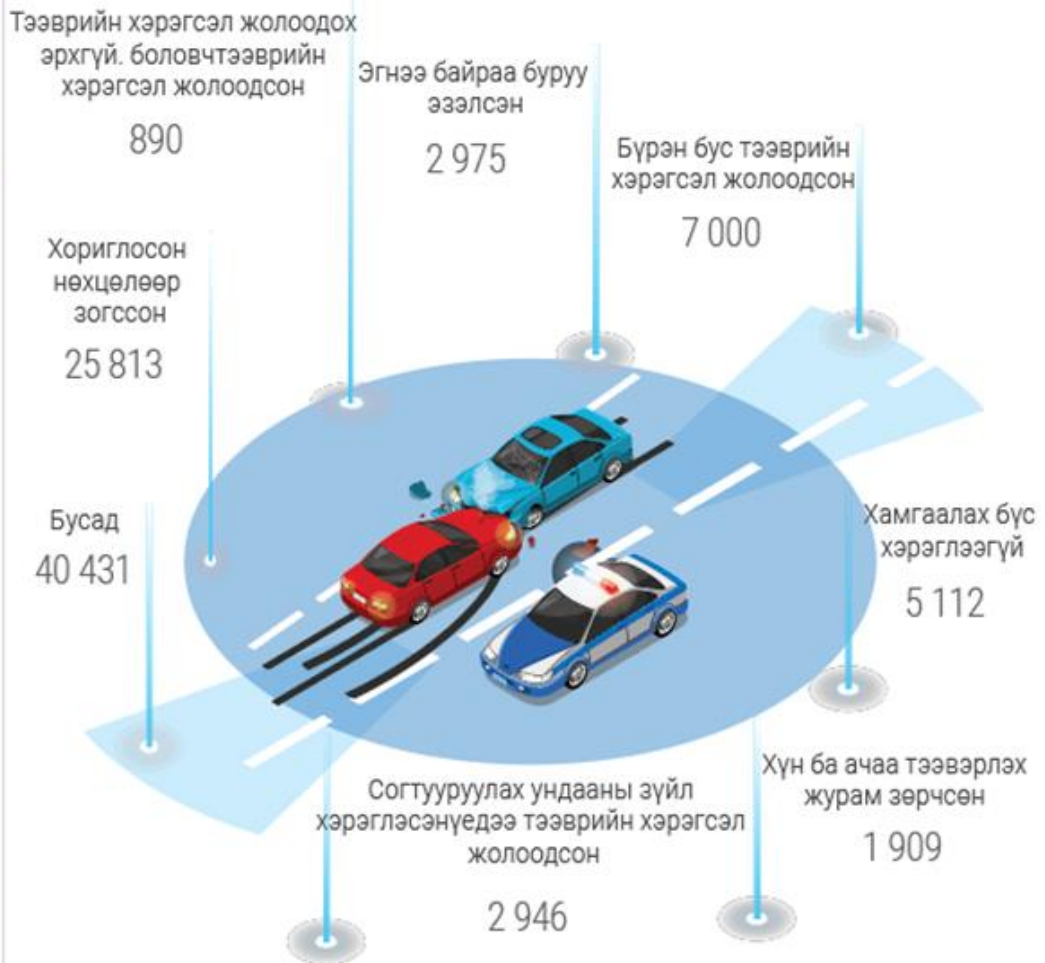 Тээврийн хэрэгсэл жолоодох
эрхгүй. боловчтээврийн
хэрэгсэл жолоодсон
890
Эгнээ байраа буруу
эзэлсэн
2 975
Бүрэн бус тээврийн
хэрэгсэл жолоодсон
7 000
Хориглосон
нөхцөлөөр
зогссон
25 813
Бусад
40 431
Хамгаалах бүс
хэрэглээгүй
5 112
Согтууруулах ундааны зүйл
хэрэглэсэнүедээ тээврийн хэрэгсэл
жолоодсон
2 946
Хүн ба ачаа тээвэрлэх
журам зөрчсөн
1 909